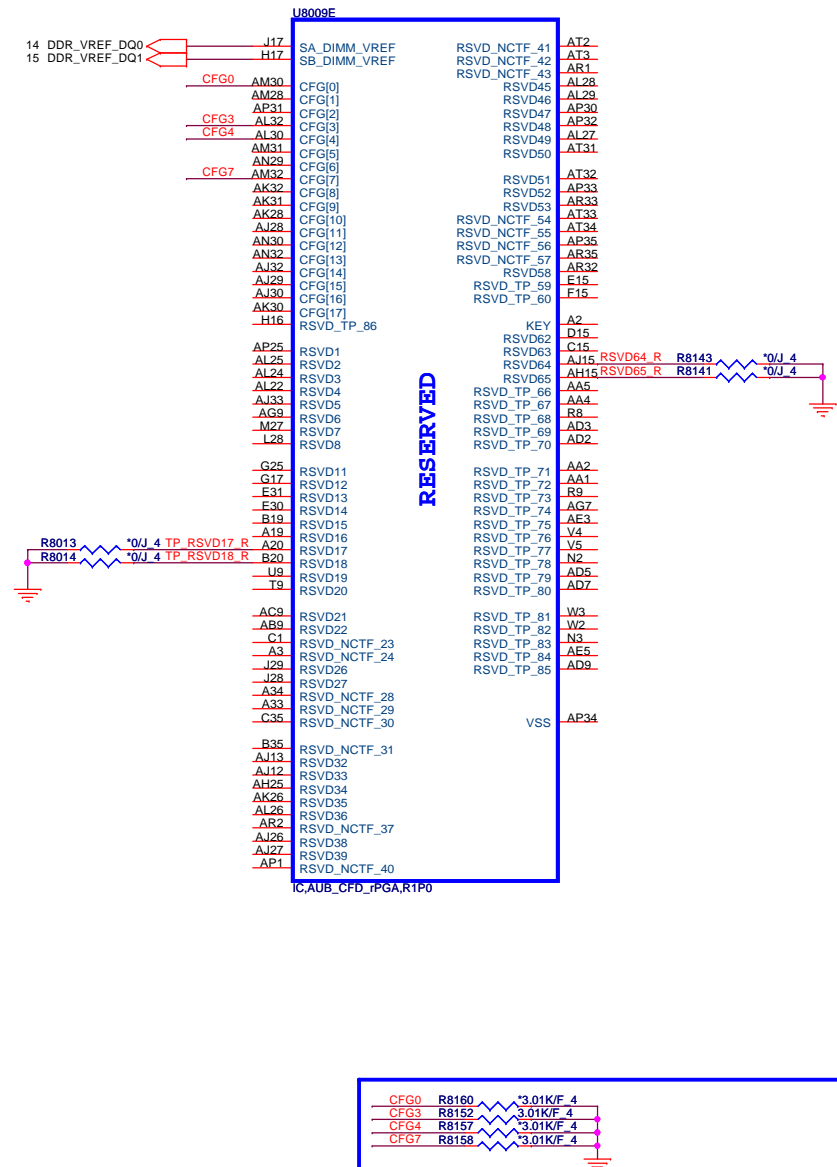 U8009E
14 DDR_VREF_DQ0 J17 SA_DIMM_VREF RSVD_NCTF_41 AT2
15 DDR_VREF_DQ1 H17 SB_DIMM_VREF RSVD_NCTF_42 AT3
RSVD_NCTF_43 AR1
CFG0 AM30 CFG[0] RSVD45 AL28
AM28 CFG[1] RSVD46 AL29
AP31 CFG[2] RSVD47 AP30
CFG3 AL32 CFG[3] RSVD48 AP32
CFG4 AL30 CFG[4] RSVD49 AL27
AM31 CFG[5] RSVD50 AT31
AN29 CFG[6]
CFG7 AM32 CFG[7] RSVD51 AT32
AK32 CFG[8] RSVD52 AP33
AK31 CFG[9] RSVD53 AR33
AK28 CFG[10] RSVD_NCTF_54 AT33
AJ28 CFG[11] RSVD_NCTF_55 AT34
AN30 CFG[12] RSVD_NCTF_56 AP35
AN32 CFG[13] RSVD_NCTF_57 AR35
AJ32 CFG[14] RSVD58 AR32
AJ29 CFG[15] RSVD_TP_59 E15
AJ30 CFG[16] RSVD_TP_60 F15
AK30 CFG[17]
H16 RSVD_TP_86 KEY A2
RSVD62 D15
AP25 RSVD1 RSVD63 C15
AL25 RSVD2 RSVD64 AJ15 RSVD64_R R8143 *0/J_4
AL24 RSVD3 RSVD65 AH15 RSVD65_R R8141 *0/J_4
AL22 RSVD4 RSVD_TP_66 AA5
AJ33 RSVD5 RSVD_TP_67 AA4
AG9 RSVD6 RSVD_TP_68 R8
M27 RSVD7 RSVD_TP_69 AD3
L28 RSVD8 RSVD_TP_70 AD2
RESERVED
G25 RSVD11 RSVD_TP_71 AA2
G17 RSVD12 RSVD_TP_72 AA1
E31 RSVD13 RSVD_TP_73 R9
E30 RSVD14 RSVD_TP_74 AG7
B19 RSVD15 RSVD_TP_75 AE3
A19 RSVD16 RSVD_TP_76 V4
R8013 *0/J_4 TP_RSVD17_R A20 RSVD17 RSVD_TP_77 V5
R8014 *0/J_4 TP_RSVD18_R B20 RSVD18 RSVD_TP_78 N2
U9 RSVD19 RSVD_TP_79 AD5
T9 RSVD20 RSVD_TP_80 AD7
AC9 RSVD21 RSVD_TP_81 W3
AB9 RSVD22 RSVD_TP_82 W2
C1 RSVD_NCTF_23 RSVD_TP_83 N3
A3 RSVD_NCTF_24 RSVD_TP_84 AE5
J29 RSVD26 RSVD_TP_85 AD9
J28 RSVD27
A34 RSVD_NCTF_28
A33 RSVD_NCTF_29
C35 RSVD_NCTF_30 VSS AP34
B35 RSVD_NCTF_31
AJ13 RSVD32
AJ12 RSVD33
AH25 RSVD34
AK26 RSVD35
AL26 RSVD36
AR2 RSVD_NCTF_37
AJ26 RSVD38
AJ27 RSVD39
AP1 RSVD_NCTF_40
IC,AUB_CFD_rPGA,R1P0
CFG0 R8160 *3.01K/F_4
CFG3 R8152 3.01K/F_4
CFG4 R8157 *3.01K/F_4
CFG7 R8158 *3.01K/F_4